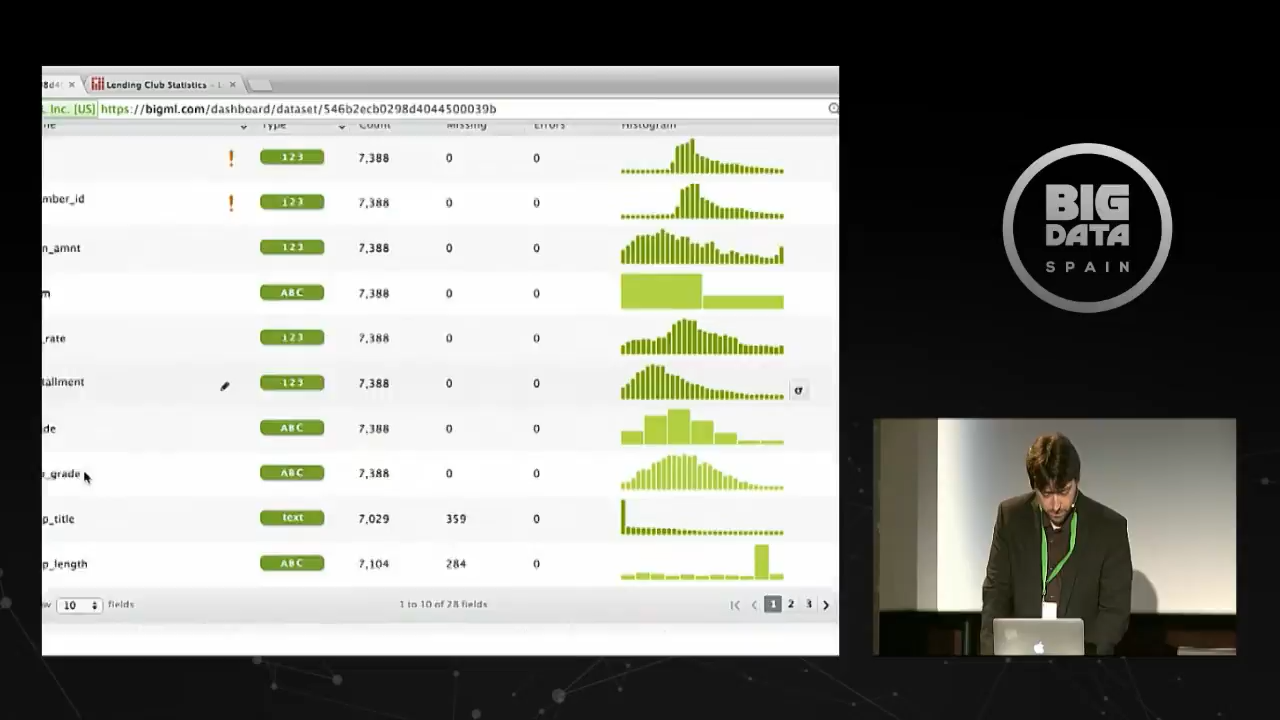 8d4( × Lending Club Statistics - L ×
. Inc. [US] https://bigml.com/dashboard/dataset/546b2ecb0298d4044500039b
me Type Count Missing Errors Histogram
! 123 7,388 0 0
mber_id ! 123 7,388 0 0
n_amnt 123 7,388 0 0
m ABC 7,388 0 0
_rate 123 7,388 0 0
tallment 123 7,388 0 0 σ
de ABC 7,388 0 0
_grade ABC 7,388 0 0
p_title text 7,029 359 0
p_length ABC 7,104 284 0
w 10 fields 1 to 10 of 28 fields 1 2 3
BIG
DATA
SPAIN